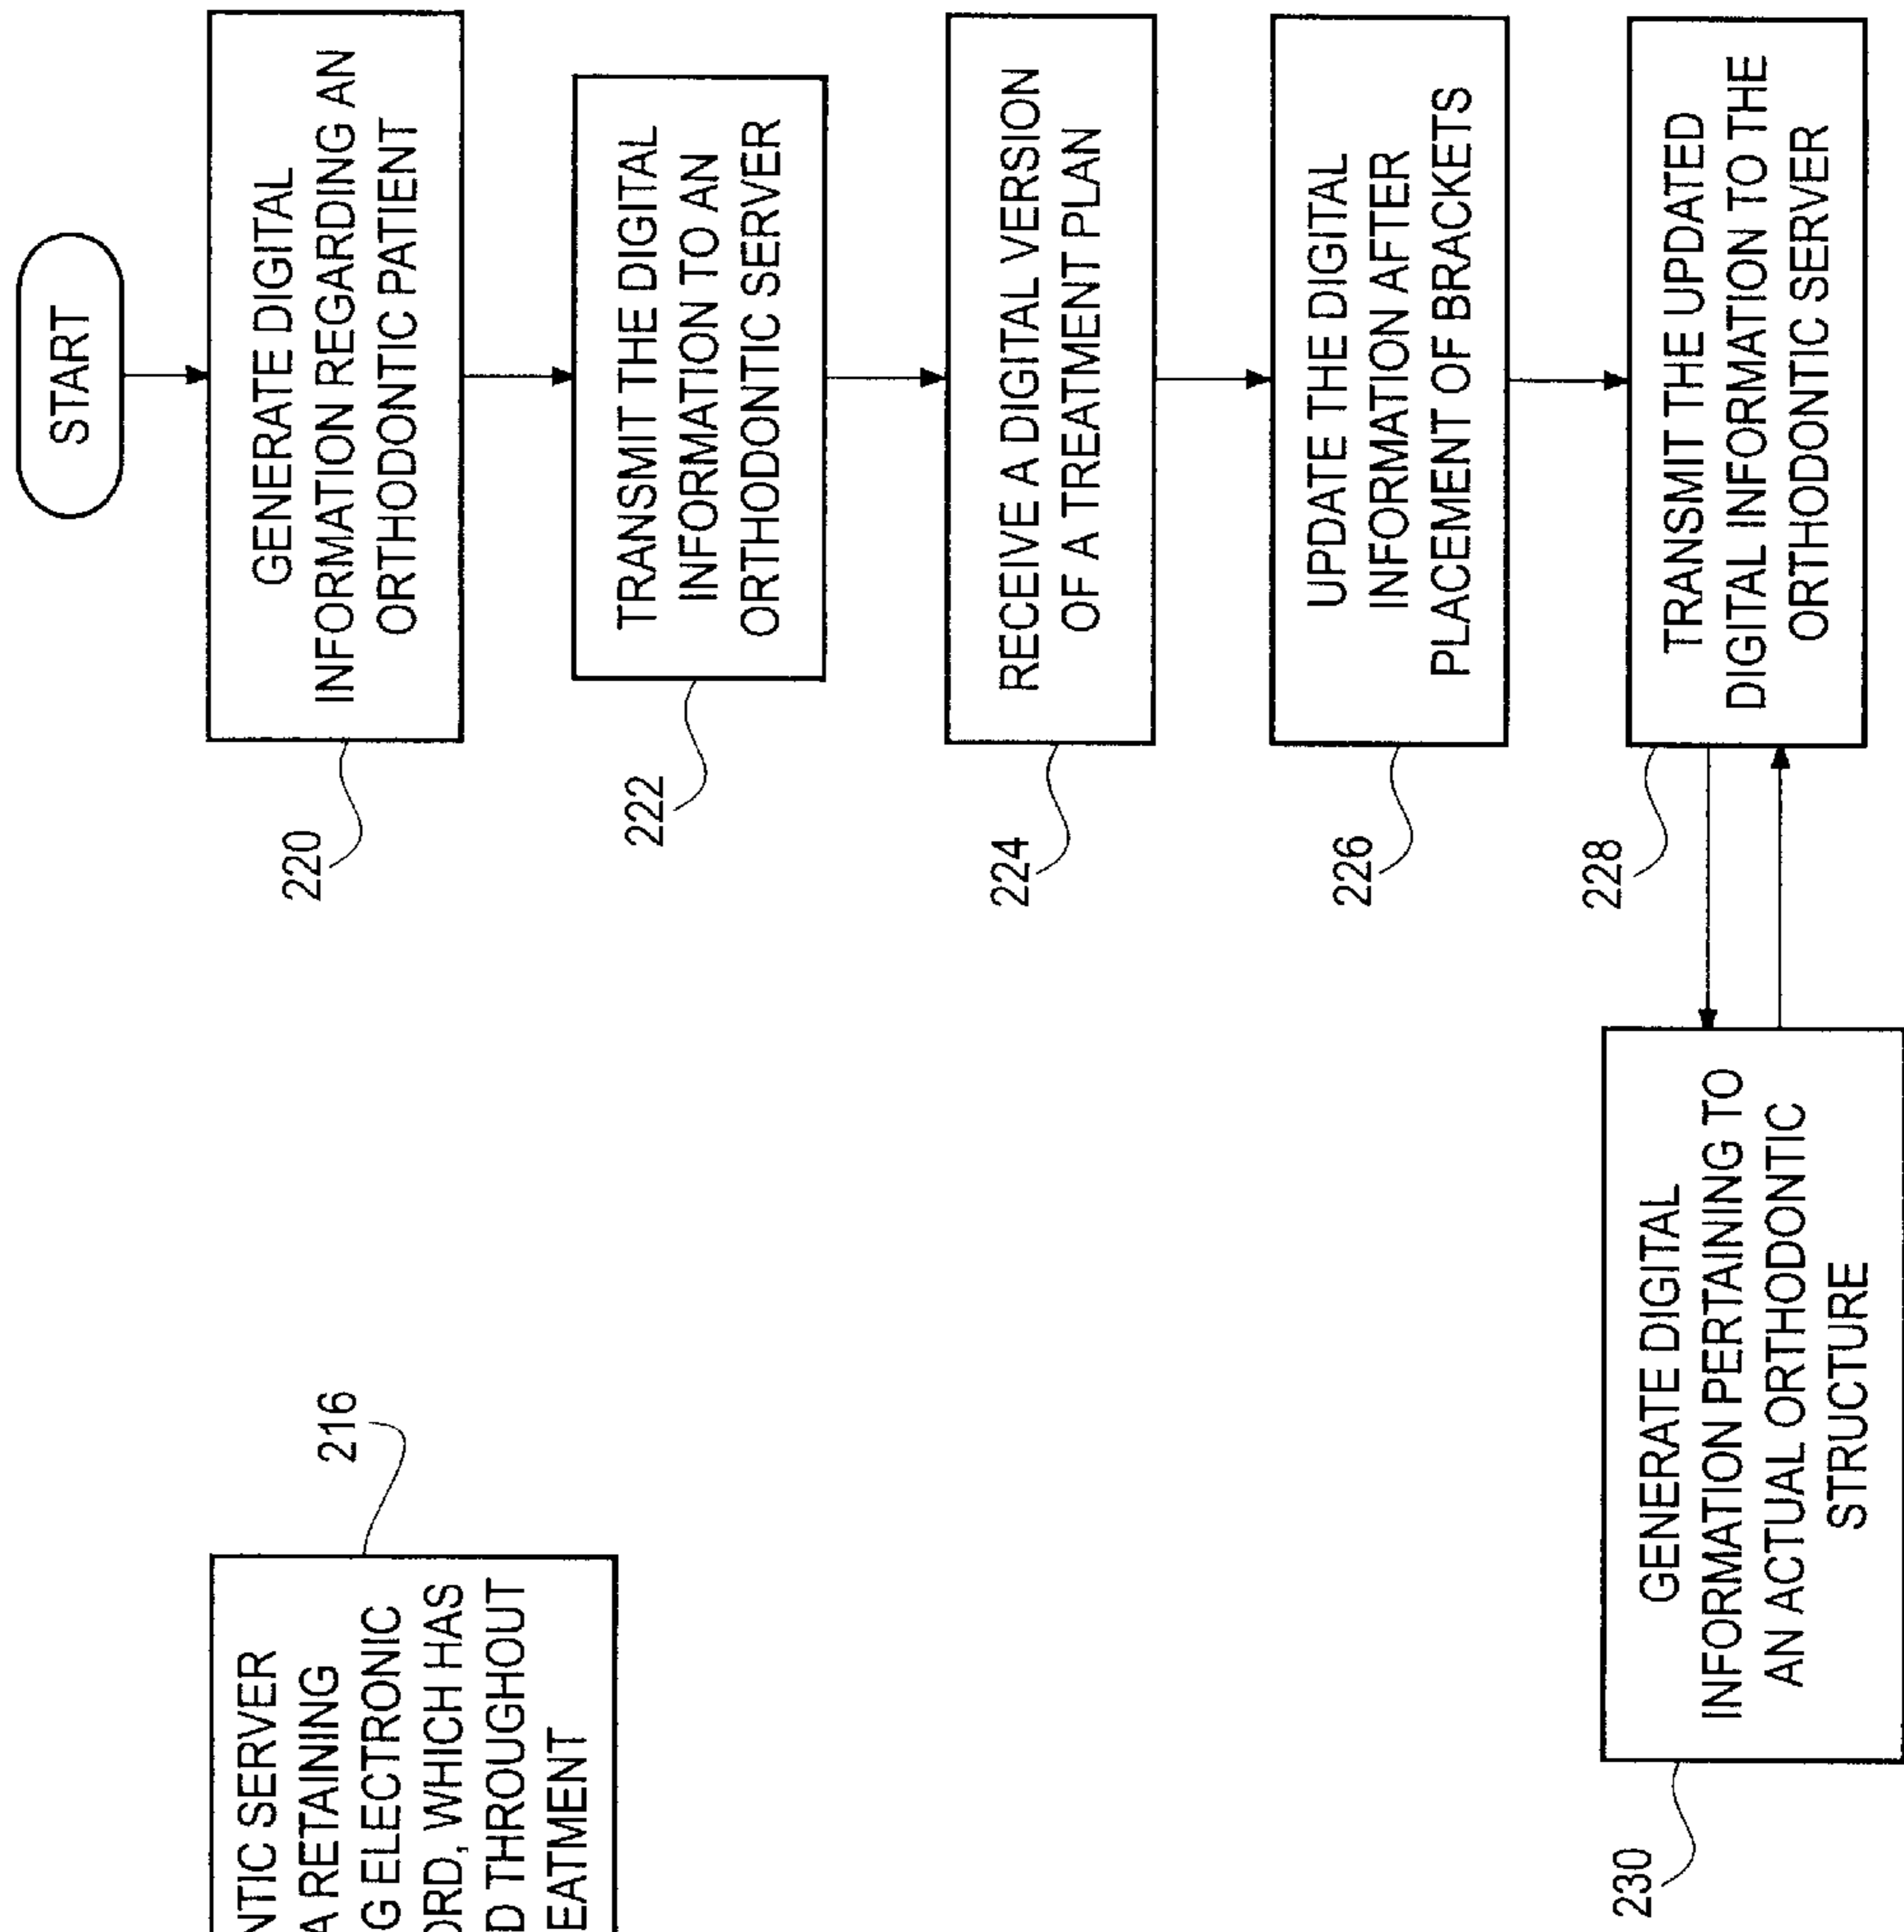 START
GENERATE DIGITAL
INFORMATION REGARDING AN
ORTHODONTIC PATIENT
220
TRANSMIT THE DIGITAL
INFORMATION TO AN
ORTHODONTIC SERVER
222
RECEIVE A DIGITAL VERSION
OF A TREATMENT PLAN
224
UPDATE THE DIGITAL
INFORMATION AFTER
PLACEMENT OF BRACKETS
226
TRANSMIT THE UPDATED
DIGITAL INFORMATION TO THE
ORTHODONTIC SERVER
228
GENERATE DIGITAL
INFORMATION PERTAINING TO
AN ACTUAL ORTHODONTIC
STRUCTURE
230
SERVER
RETAINING
ELECTRONIC
WHICH HAS
THROUGHOUT
216